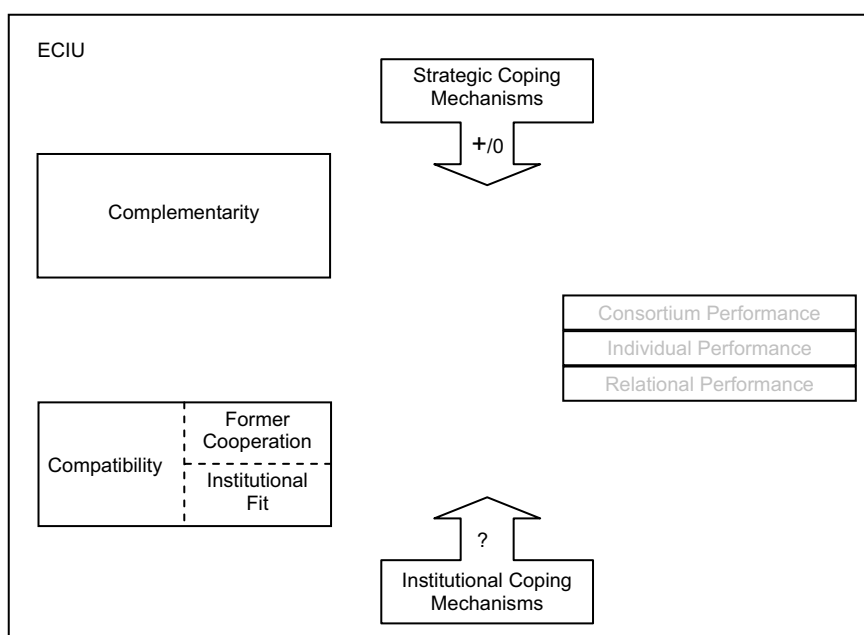 ECIU
Strategic Coping
Mechanisms
+/0
Complementarity
Consortium Performance
Individual Performance
Relational Performance
Compatibility
Former
Cooperation
Institutional
Fit
?
Institutional Coping
Mechanisms